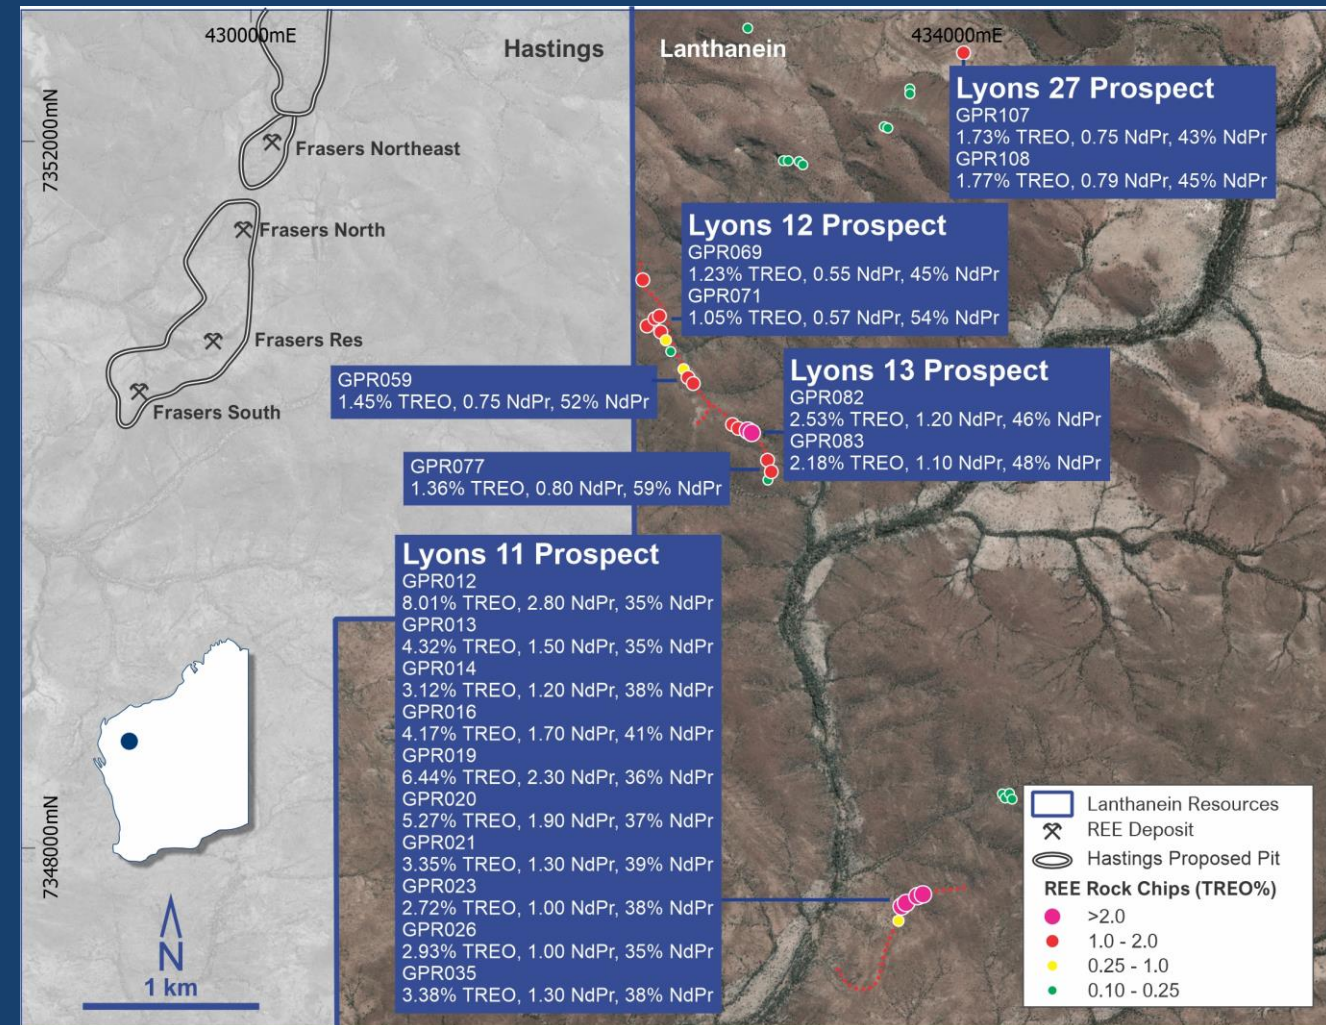 430000mE
434000mE
Hastings
Lanthanein
7352000mN
7348000mN
Frasers Northeast
Frasers North
Frasers Res
Frasers South
Lyons 27 Prospect
GPR107
1.73% TREO, 0.75 NdPr, 43% NdPr
GPR108
1.77% TREO, 0.79 NdPr, 45% NdPr
Lyons 12 Prospect
GPR069
1.23% TREO, 0.55 NdPr, 45% NdPr
GPR071
1.05% TREO, 0.57 NdPr, 54% NdPr
GPR059
1.45% TREO, 0.75 NdPr, 52% NdPr
Lyons 13 Prospect
GPR082
2.53% TREO, 1.20 NdPr, 46% NdPr
GPR083
2.18% TREO, 1.10 NdPr, 48% NdPr
GPR077
1.36% TREO, 0.80 NdPr, 59% NdPr
Lyons 11 Prospect
GPR012
8.01% TREO, 2.80 NdPr, 35% NdPr
GPR013
4.32% TREO, 1.50 NdPr, 35% NdPr
GPR014
3.12% TREO, 1.20 NdPr, 38% NdPr
GPR016
4.17% TREO, 1.70 NdPr, 41% NdPr
GPR019
6.44% TREO, 2.30 NdPr, 36% NdPr
GPR020
5.27% TREO, 1.90 NdPr, 37% NdPr
GPR021
3.35% TREO, 1.30 NdPr, 39% NdPr
GPR023
2.72% TREO, 1.00 NdPr, 38% NdPr
GPR026
2.93% TREO, 1.00 NdPr, 35% NdPr
GPR035
3.38% TREO, 1.30 NdPr, 38% NdPr
N
1 km
Lanthanein Resources
REE Deposit
Hastings Proposed Pit
REE Rock Chips (TREO%)
>2.0
1.0 - 2.0
0.25 - 1.0
0.10 - 0.25